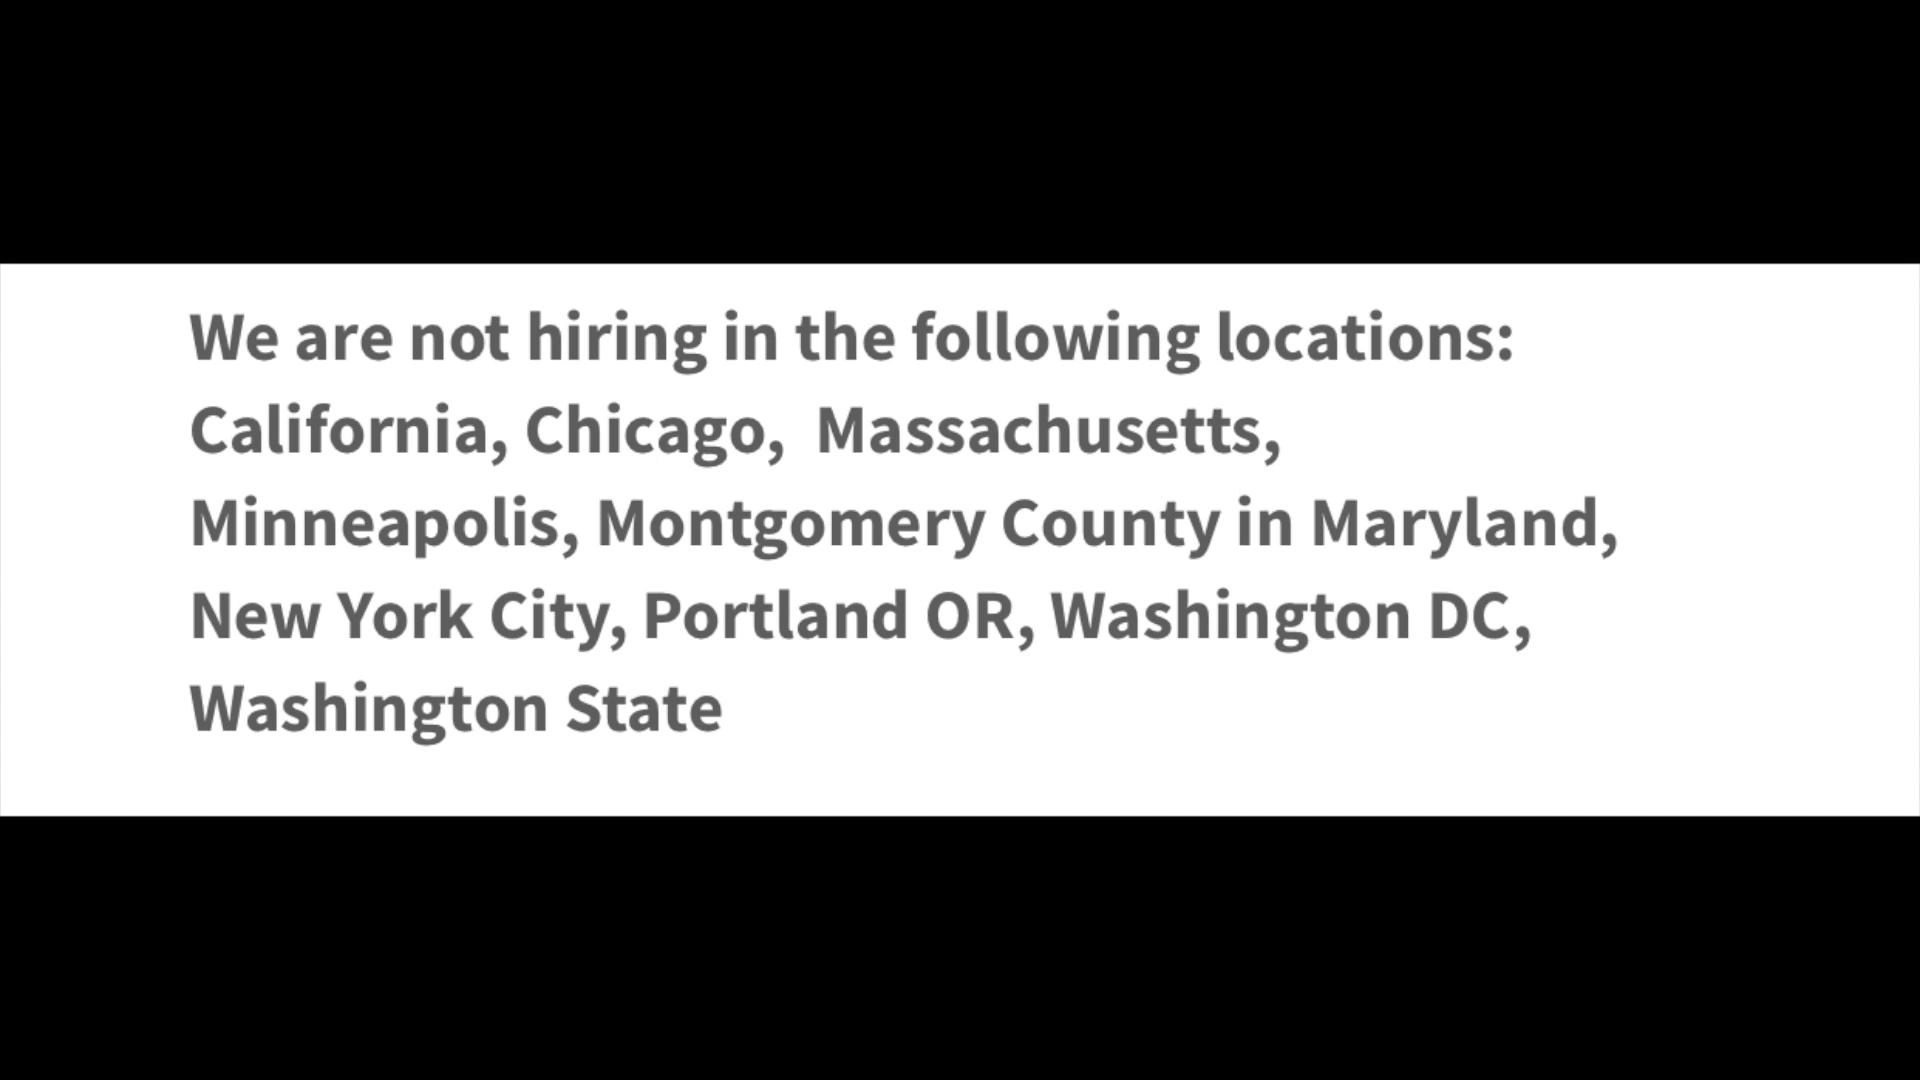 We are not hiring in the following locations:
California, Chicago,  Massachusetts,
Minneapolis, Montgomery County in Maryland,
New York City, Portland OR, Washington DC,
Washington State